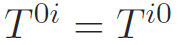 T^{0i} = T^{i0}